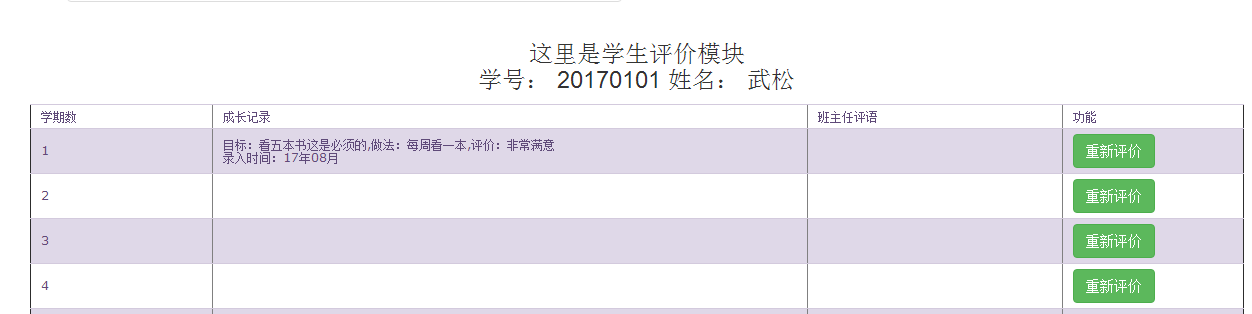 这里是学生评价模块
学号： 20170101 姓名： 武松
学期数 成长记录 班主任评语 功能
1 目标：看五本书这是必须的,做法：每周看一本,评价：非常满意 重新评价
录入时间：17年08月
2 重新评价
3 重新评价
4 重新评价